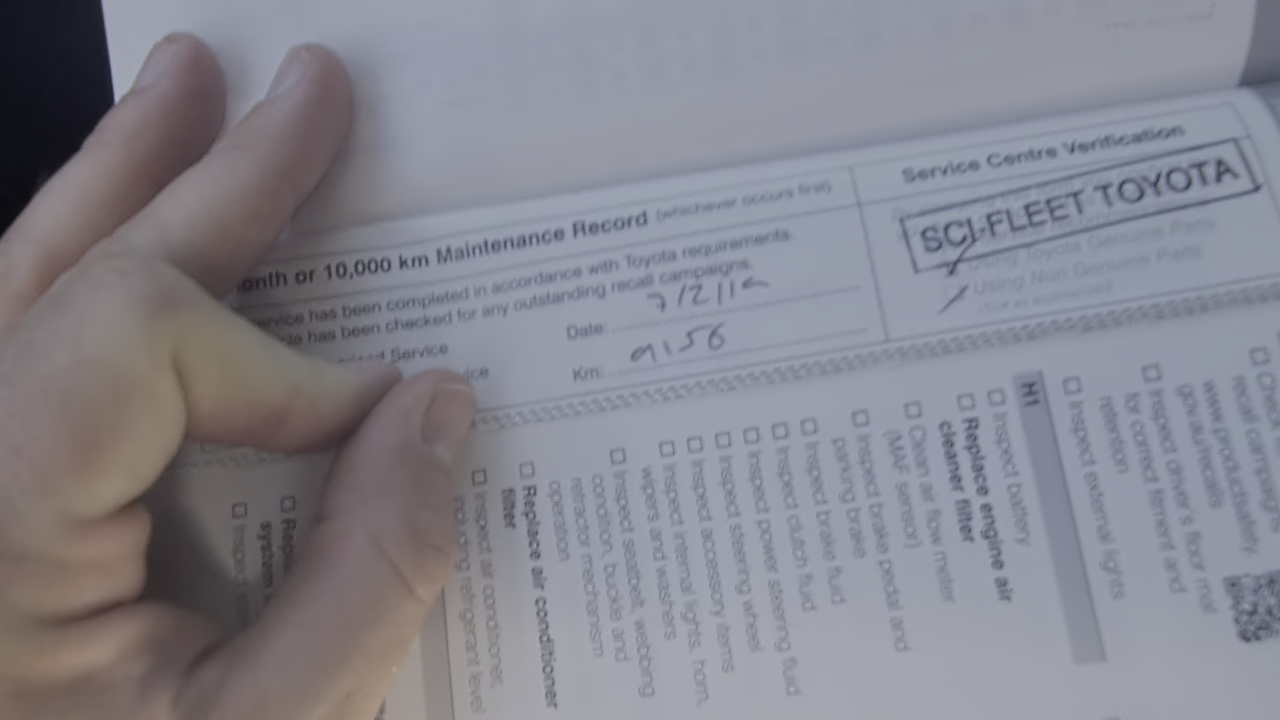 onth or 10,000 km Maintenance Record (whichever occurs first)
Service Centre Verification
SCI-FLEET TOYOTA
has been completed in accordance with Toyota requirements.
has been checked for any outstanding recall campaigns.
Using Toyota Genuine Parts
Using Non Genuine Parts
Service
Date: 7/2/19
Km: 9156
H1
Inspect battery
Replace engine air
cleaner filter
Clean air flow meter
(MAF sensor)
Inspect brake pedal and
parking brake
Inspect brake fluid
Inspect clutch fluid
Inspect power steering fluid
Inspect steering wheel
Inspect accessory items
Inspect internal lights, horn,
wipers and washers
Inspect seatbelt, webbing
condition, buckle and
retractor mechanism
operation
Replace air conditioner
filter
Inspect air conditioner,
including refrigerant level
system
Inspect
recall campaigns
www.productsafety.
gov.au/recalls
Inspect driver's floor mat
for correct fitment and
retention
Inspect external lights